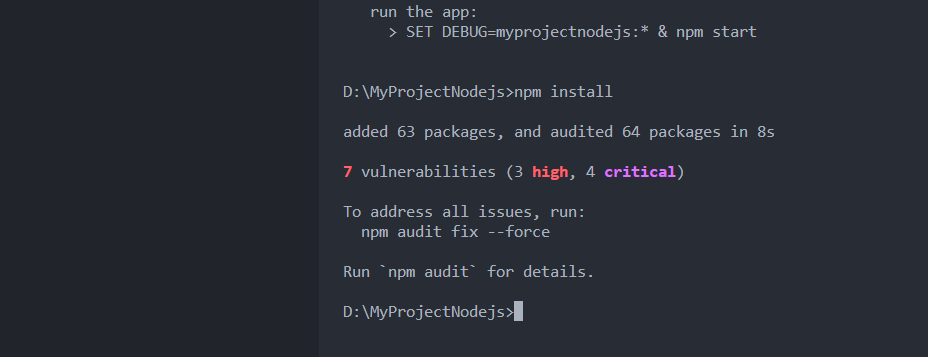 run the app:
> SET DEBUG=myprojectnodejs:* & npm start
D:\MyProjectNodejs>npm install
added 63 packages, and audited 64 packages in 8s
7 vulnerabilities (3 high, 4 critical)
To address all issues, run:
npm audit fix --force
Run `npm audit` for details.
D:\MyProjectNodejs>